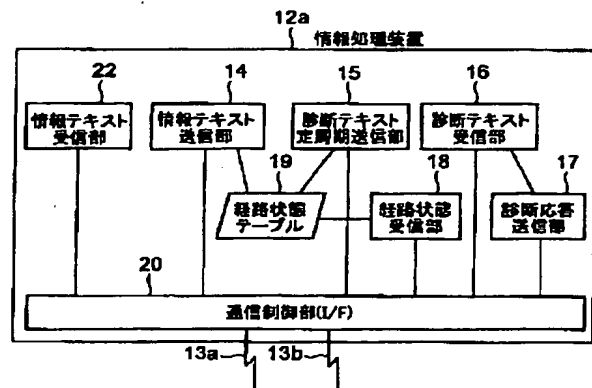 12a
情報処理装置
22
14
15
16
情報テキスト
受信部
情報テキスト
送信部
診断テキスト
定周期送信部
診断テキスト
受信部
19
18
17
経路状態
テーブル
経路状態
受信部
診断応答
送信部
20
通信制御部(I/F)
13a
13b